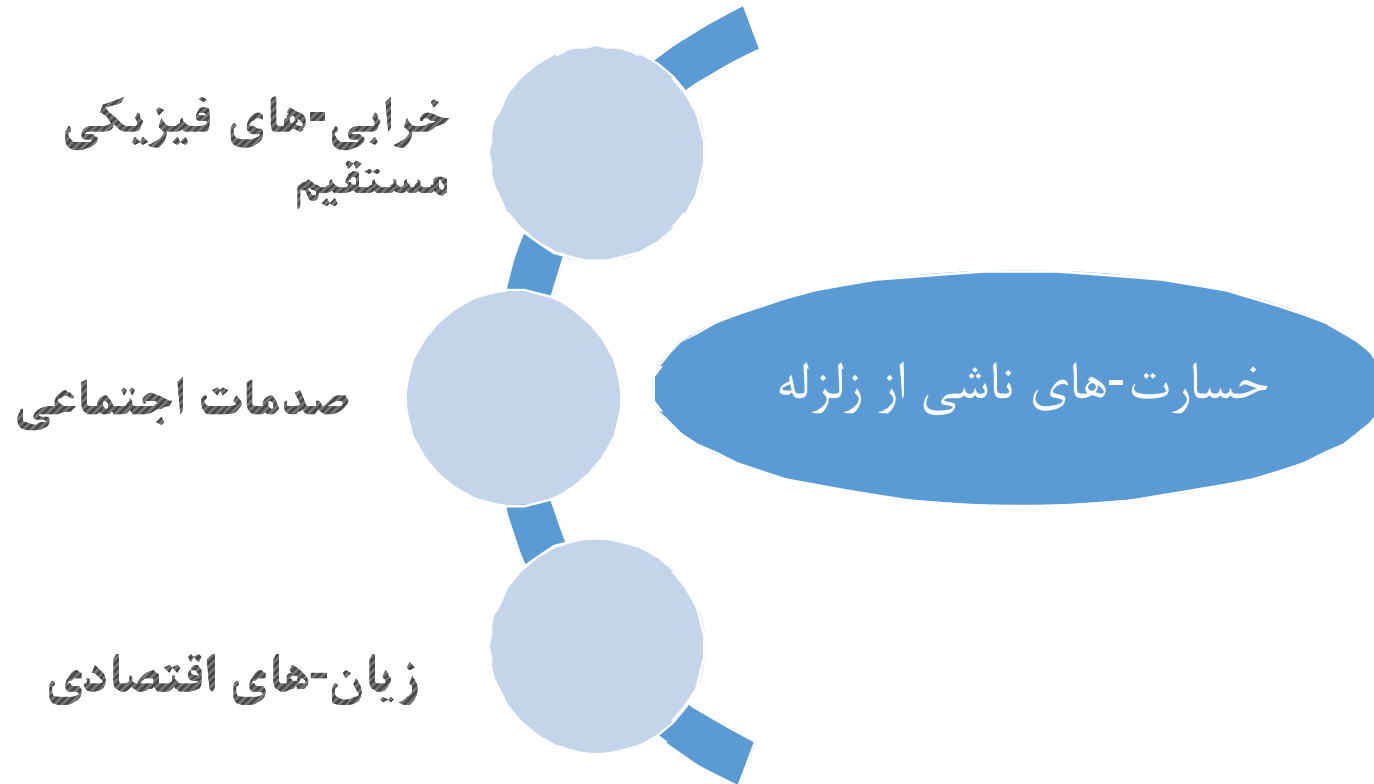 خرابی-های فیزیکی
مستقیم
خسارت-های ناشی از زلزله
صدمات اجتماعی
زیان-های اقتصادی